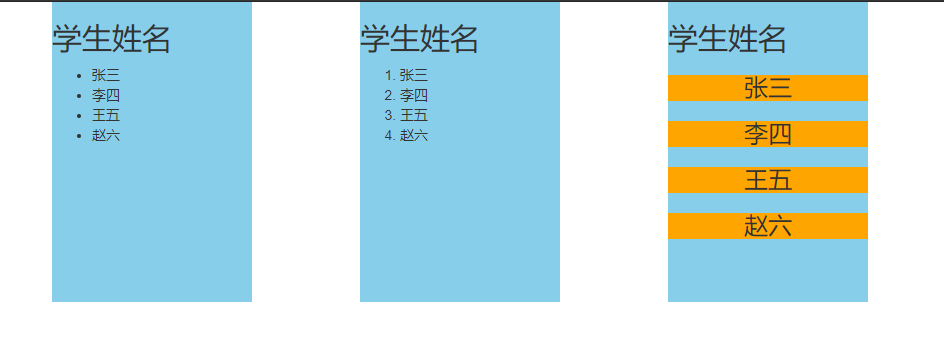 学生姓名
• 张三
• 李四
• 王五
• 赵六
学生姓名
1. 张三
2. 李四
3. 王五
4. 赵六
学生姓名
张三
李四
王五
赵六